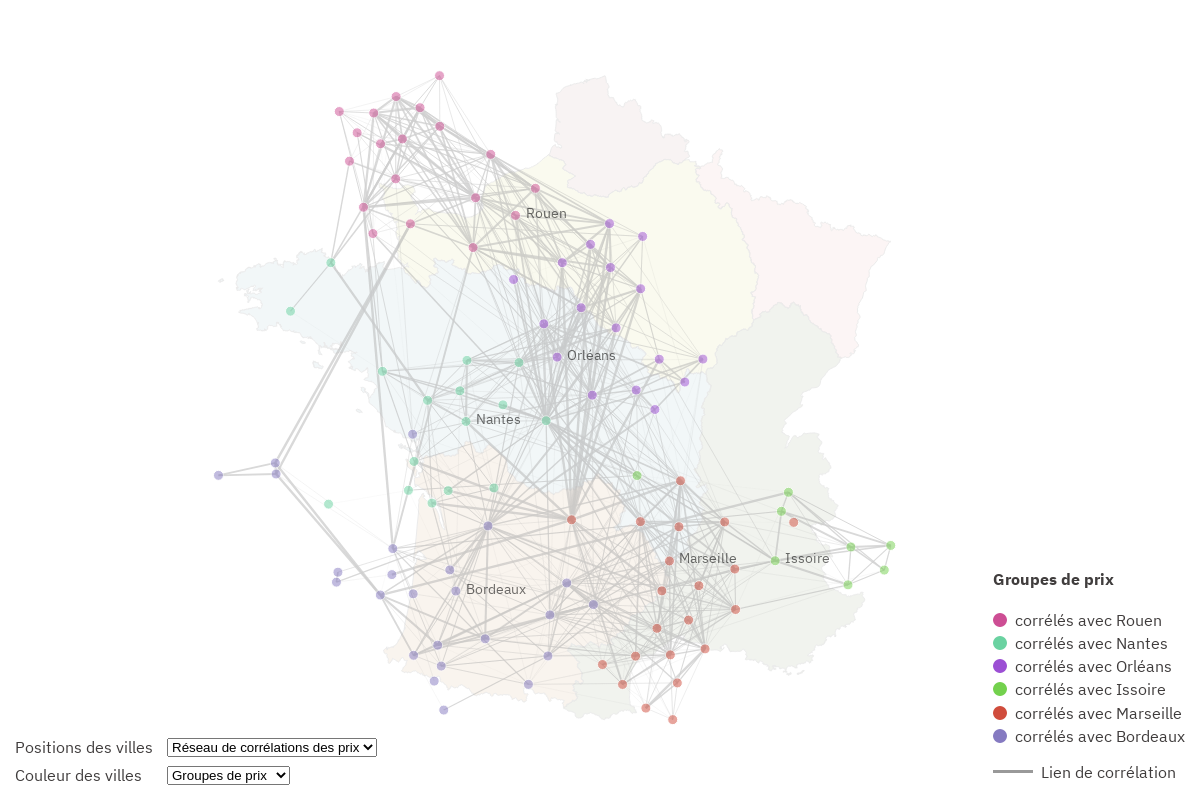 Rouen
Orléans
Nantes
Marseille
Issoire
Bordeaux
Groupes de prix
corrélés avec Rouen
corrélés avec Nantes
corrélés avec Orléans
corrélés avec Issoire
corrélés avec Marseille
corrélés avec Bordeaux
Lien de corrélation
Positions des villes Réseau de corrélations des prix
Couleur des villes Groupes de prix